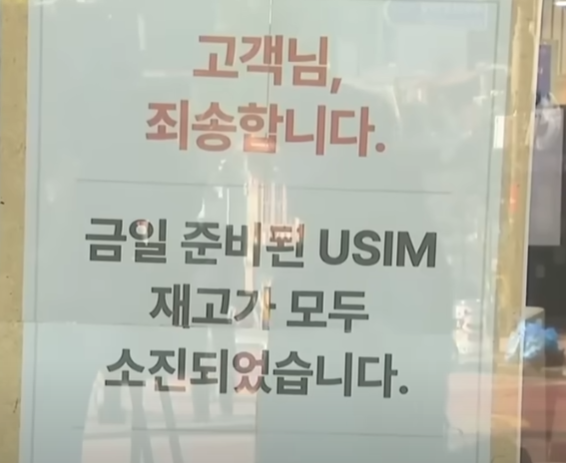 고객님,
죄송합니다.
금일 준비된 USIM
재고가 모두
소진되었습니다.